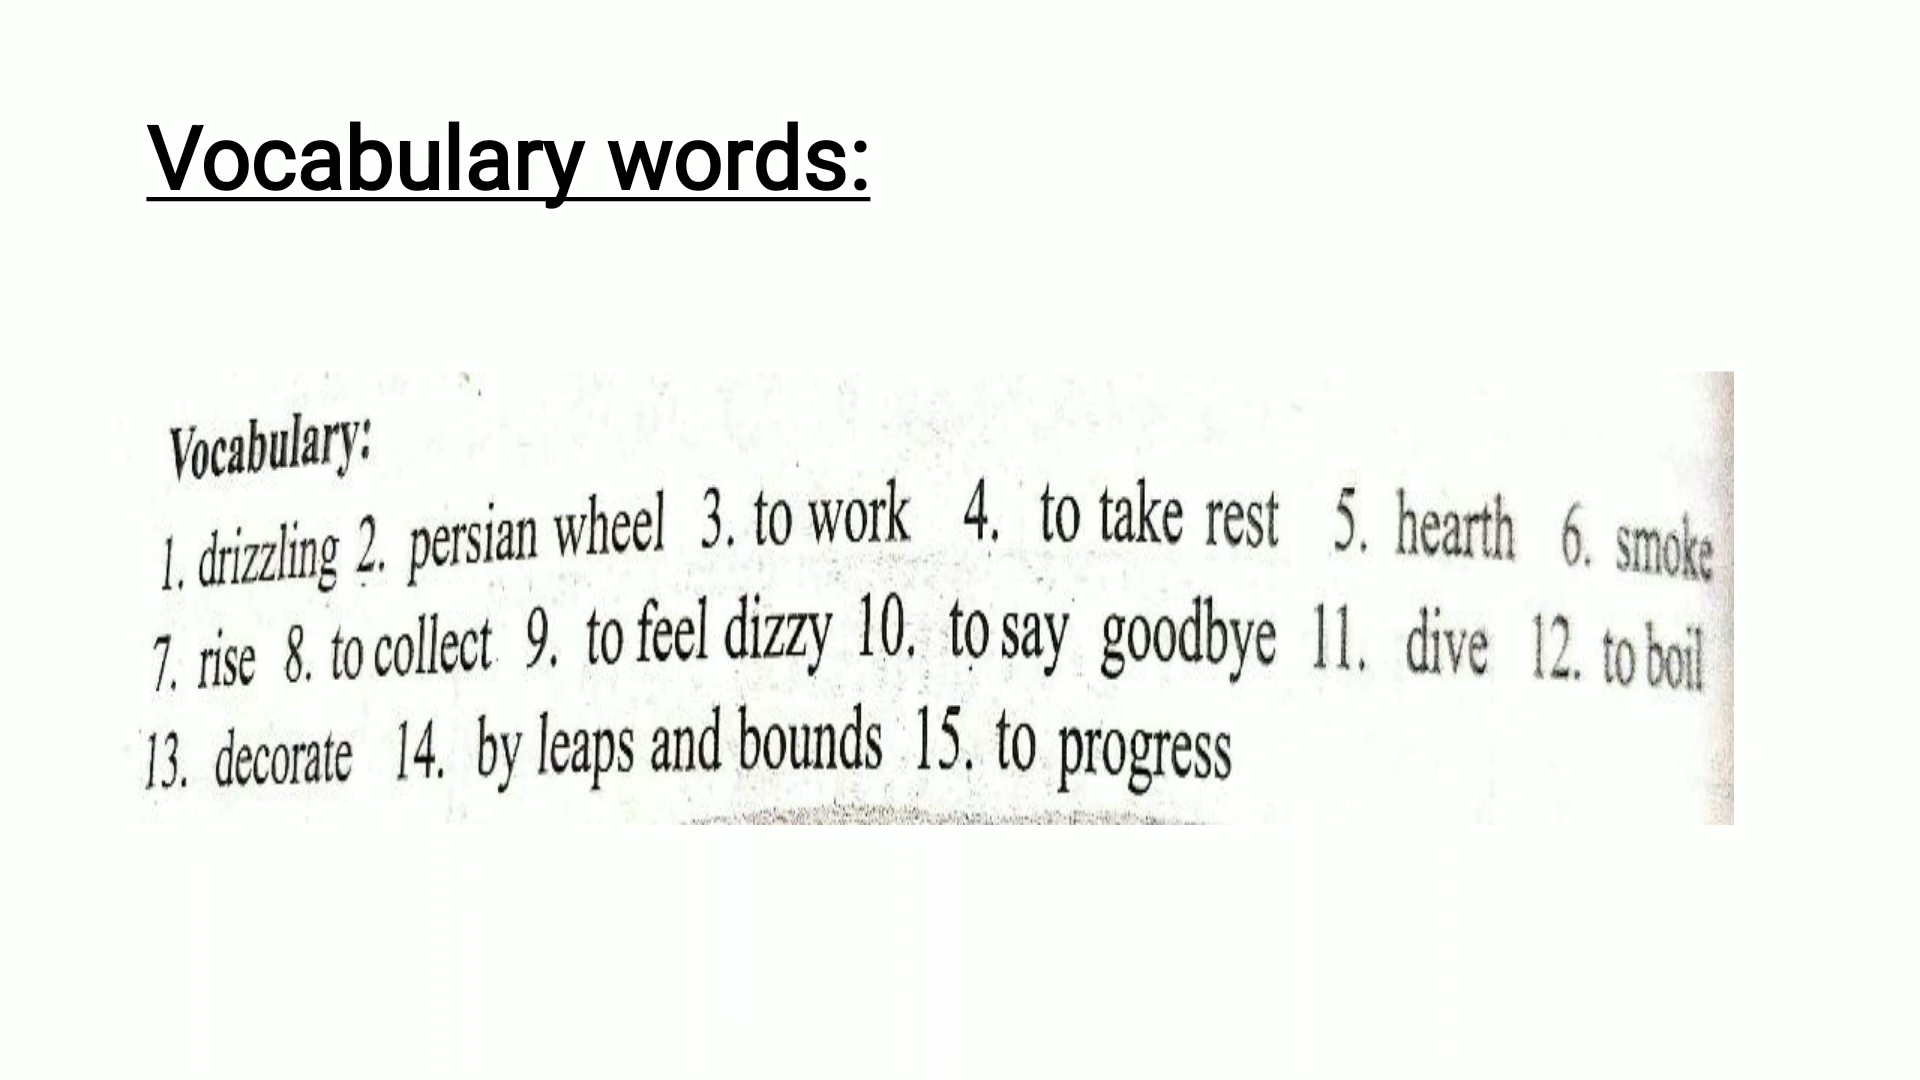 Vocabulary words:
Vocabulary:
1. drizzling 2. persian wheel 3. to work 4. to take rest 5. hearth 6. smoke
7. rise 8. to collect 9. to feel dizzy 10. to say goodbye 11. dive 12. to boil
13. decorate 14. by leaps and bounds 15. to progress